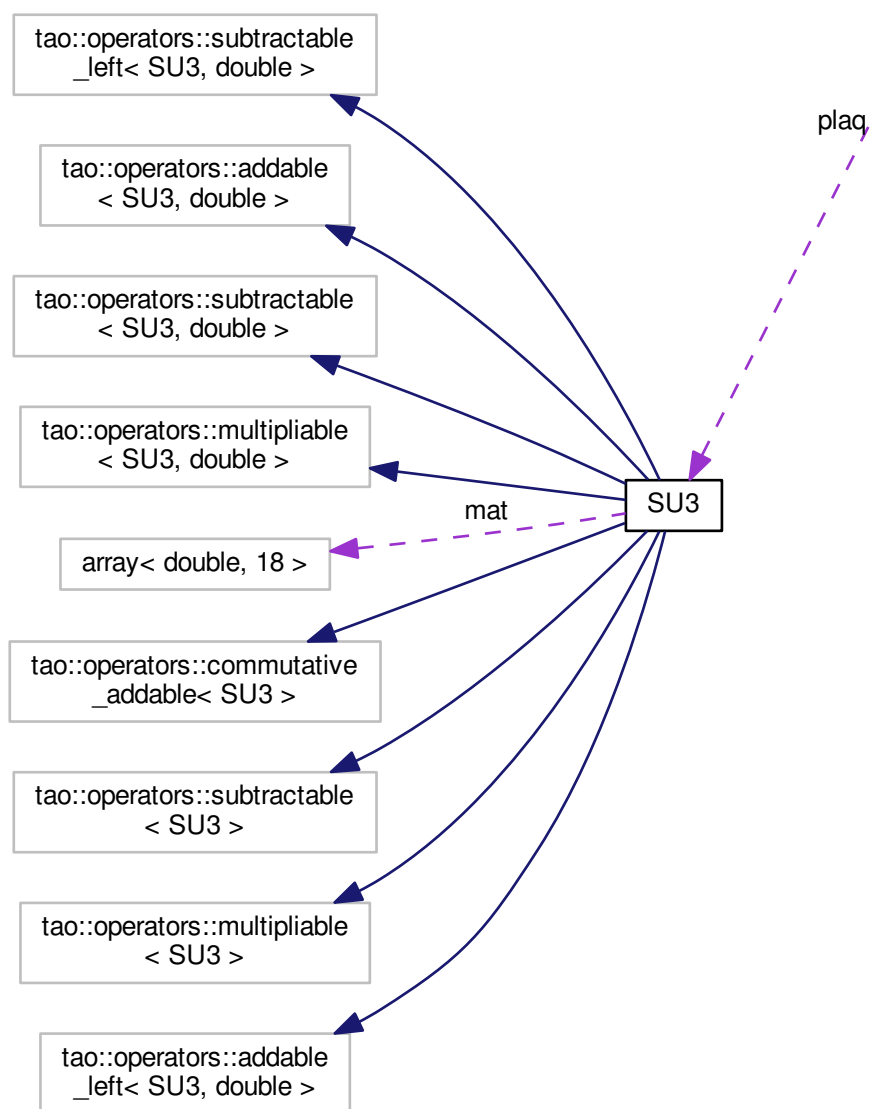 tao::operators::subtractable
_left< SU3, double >
plaq
tao::operators::addable
< SU3, double >
tao::operators::subtractable
< SU3, double >
tao::operators::multipliable
< SU3, double >
SU3
mat
array< double, 18 >
tao::operators::commutative
_addable< SU3 >
tao::operators::subtractable
< SU3 >
tao::operators::multipliable
< SU3 >
tao::operators::addable
_left< SU3, double >